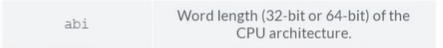 abi
Word length (32-bit or 64-bit) of the
CPU architecture.